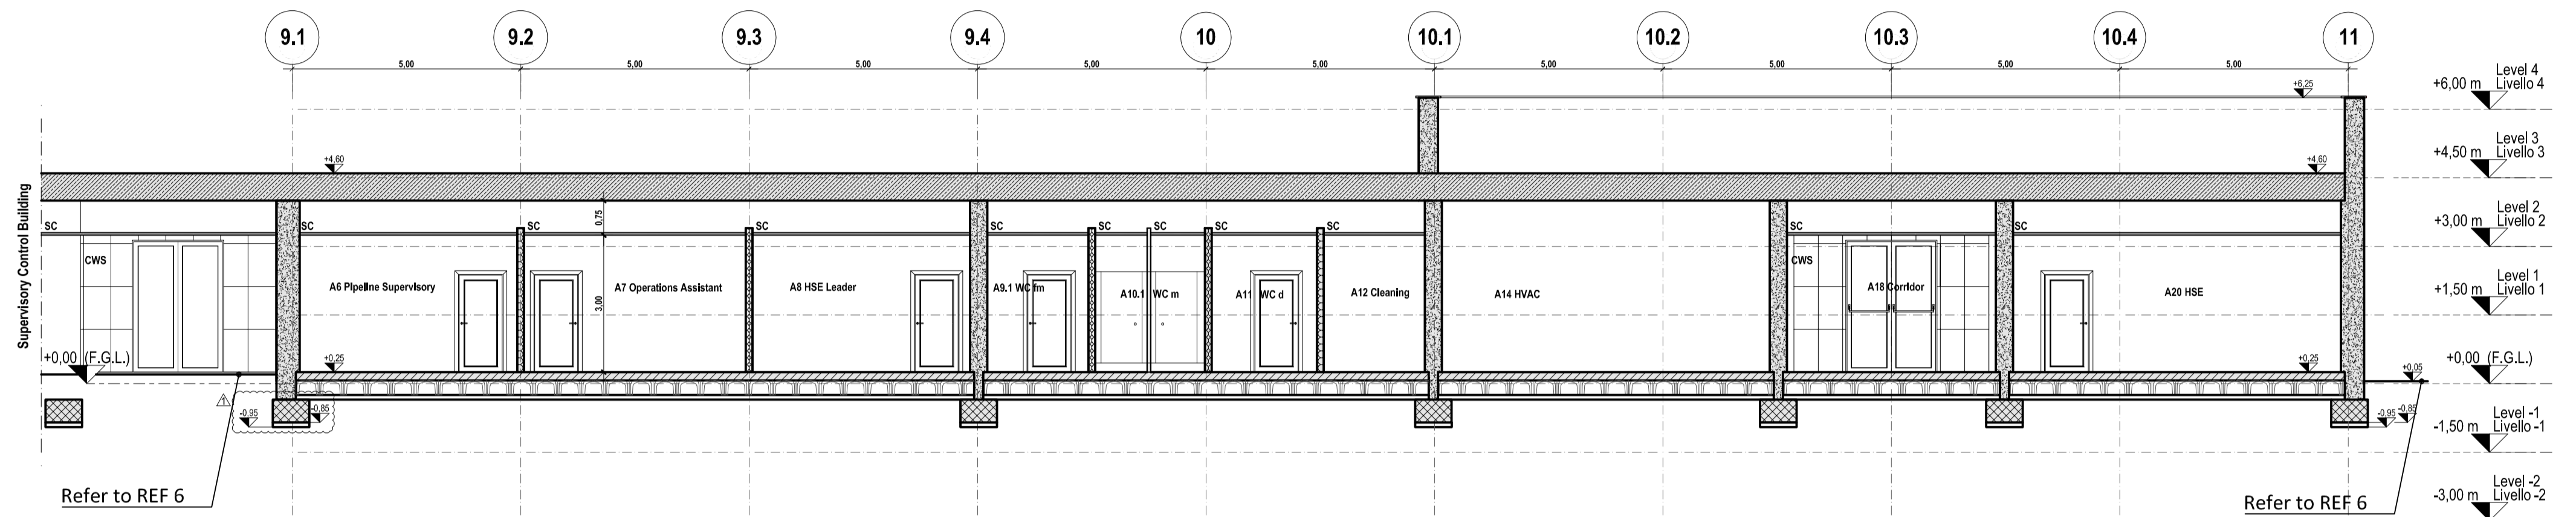 9.1 9.2 9.3 9.4 10 10.1 10.2 10.3 10.4 11
5,00 5,00 5,00 5,00 5,00 5,00 5,00 5,00 5,00
Level 4
+6,00 m Livello 4
+6,25
Level 3
+4,50 m Livello 3
+4,60 +4,60
Supervisory Control Building
Level 2
+3,00 m Livello 2
0,75
SC SC SC SC SC SC SC SC SC SC SC
CWS CWS
Level 1
+1,50 m Livello 1
A6 Pipeline Supervisory
A7 Operations Assistant
A8 HSE Leader
A9.1 WC fm
A10.1 WC m
A11 WC d
A12 Cleaning
A14 HVAC
A18 Corridor
A20 HSE
3,00
+0,00 (F.G.L.) +0,00 (F.G.L.)
+0,25 +0,25
+0,05
1
-0,95 -0,85 -0,95 -0,85
Level -1
-1,50 m Livello -1
Level -2
-3,00 m Livello -2
Refer to REF 6 Refer to REF 6